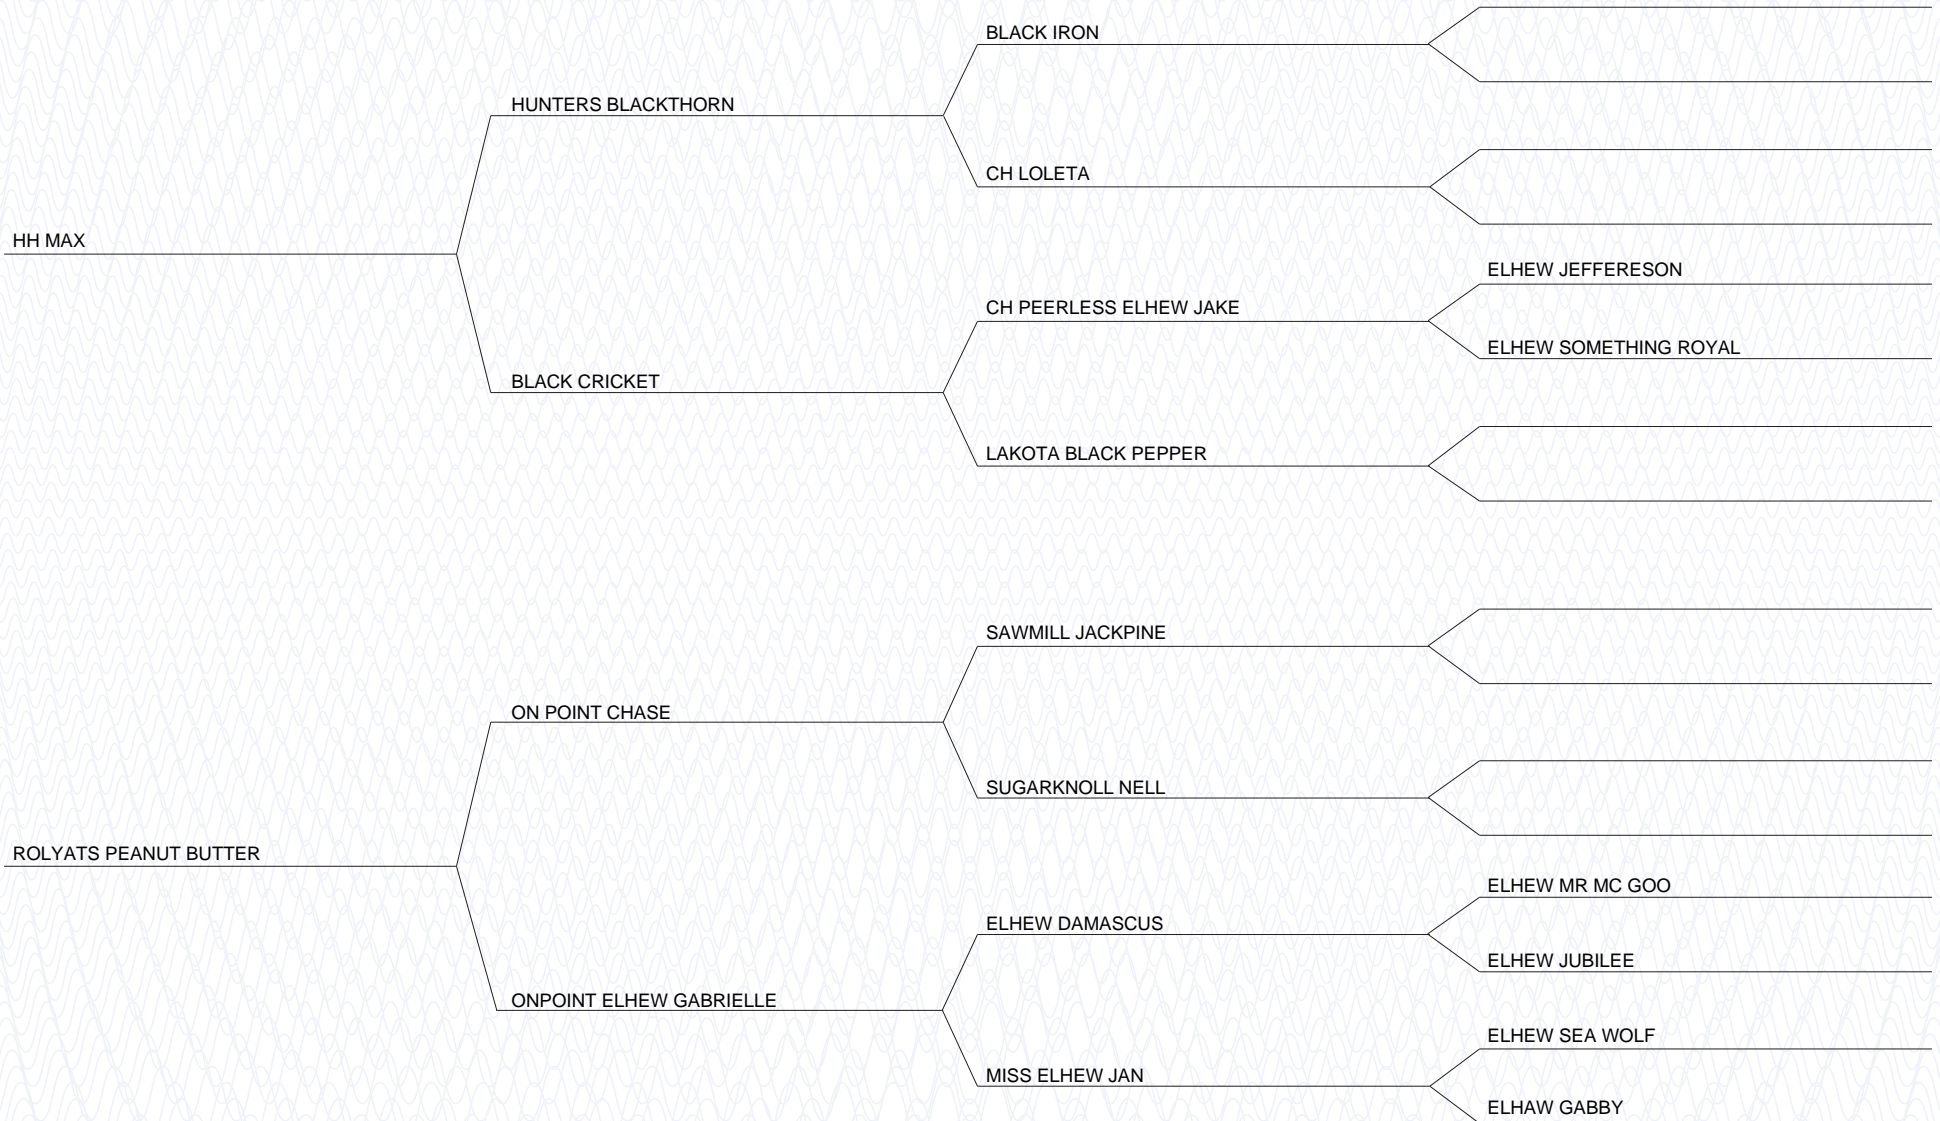 BLACK IRON
HUNTERS BLACKTHORN
CH LOLETA
HH MAX
ELHEW JEFFERESON
CH PEERLESS ELHEW JAKE
ELHEW SOMETHING ROYAL
BLACK CRICKET
LAKOTA BLACK PEPPER
SAWMILL JACKPINE
ON POINT CHASE
SUGARKNOLL NELL
ROLYATS PEANUT BUTTER
ELHEW MR MC GOO
ELHEW DAMASCUS
ELHEW JUBILEE
ONPOINT ELHEW GABRIELLE
ELHEW SEA WOLF
MISS ELHEW JAN
ELHAW GABBY